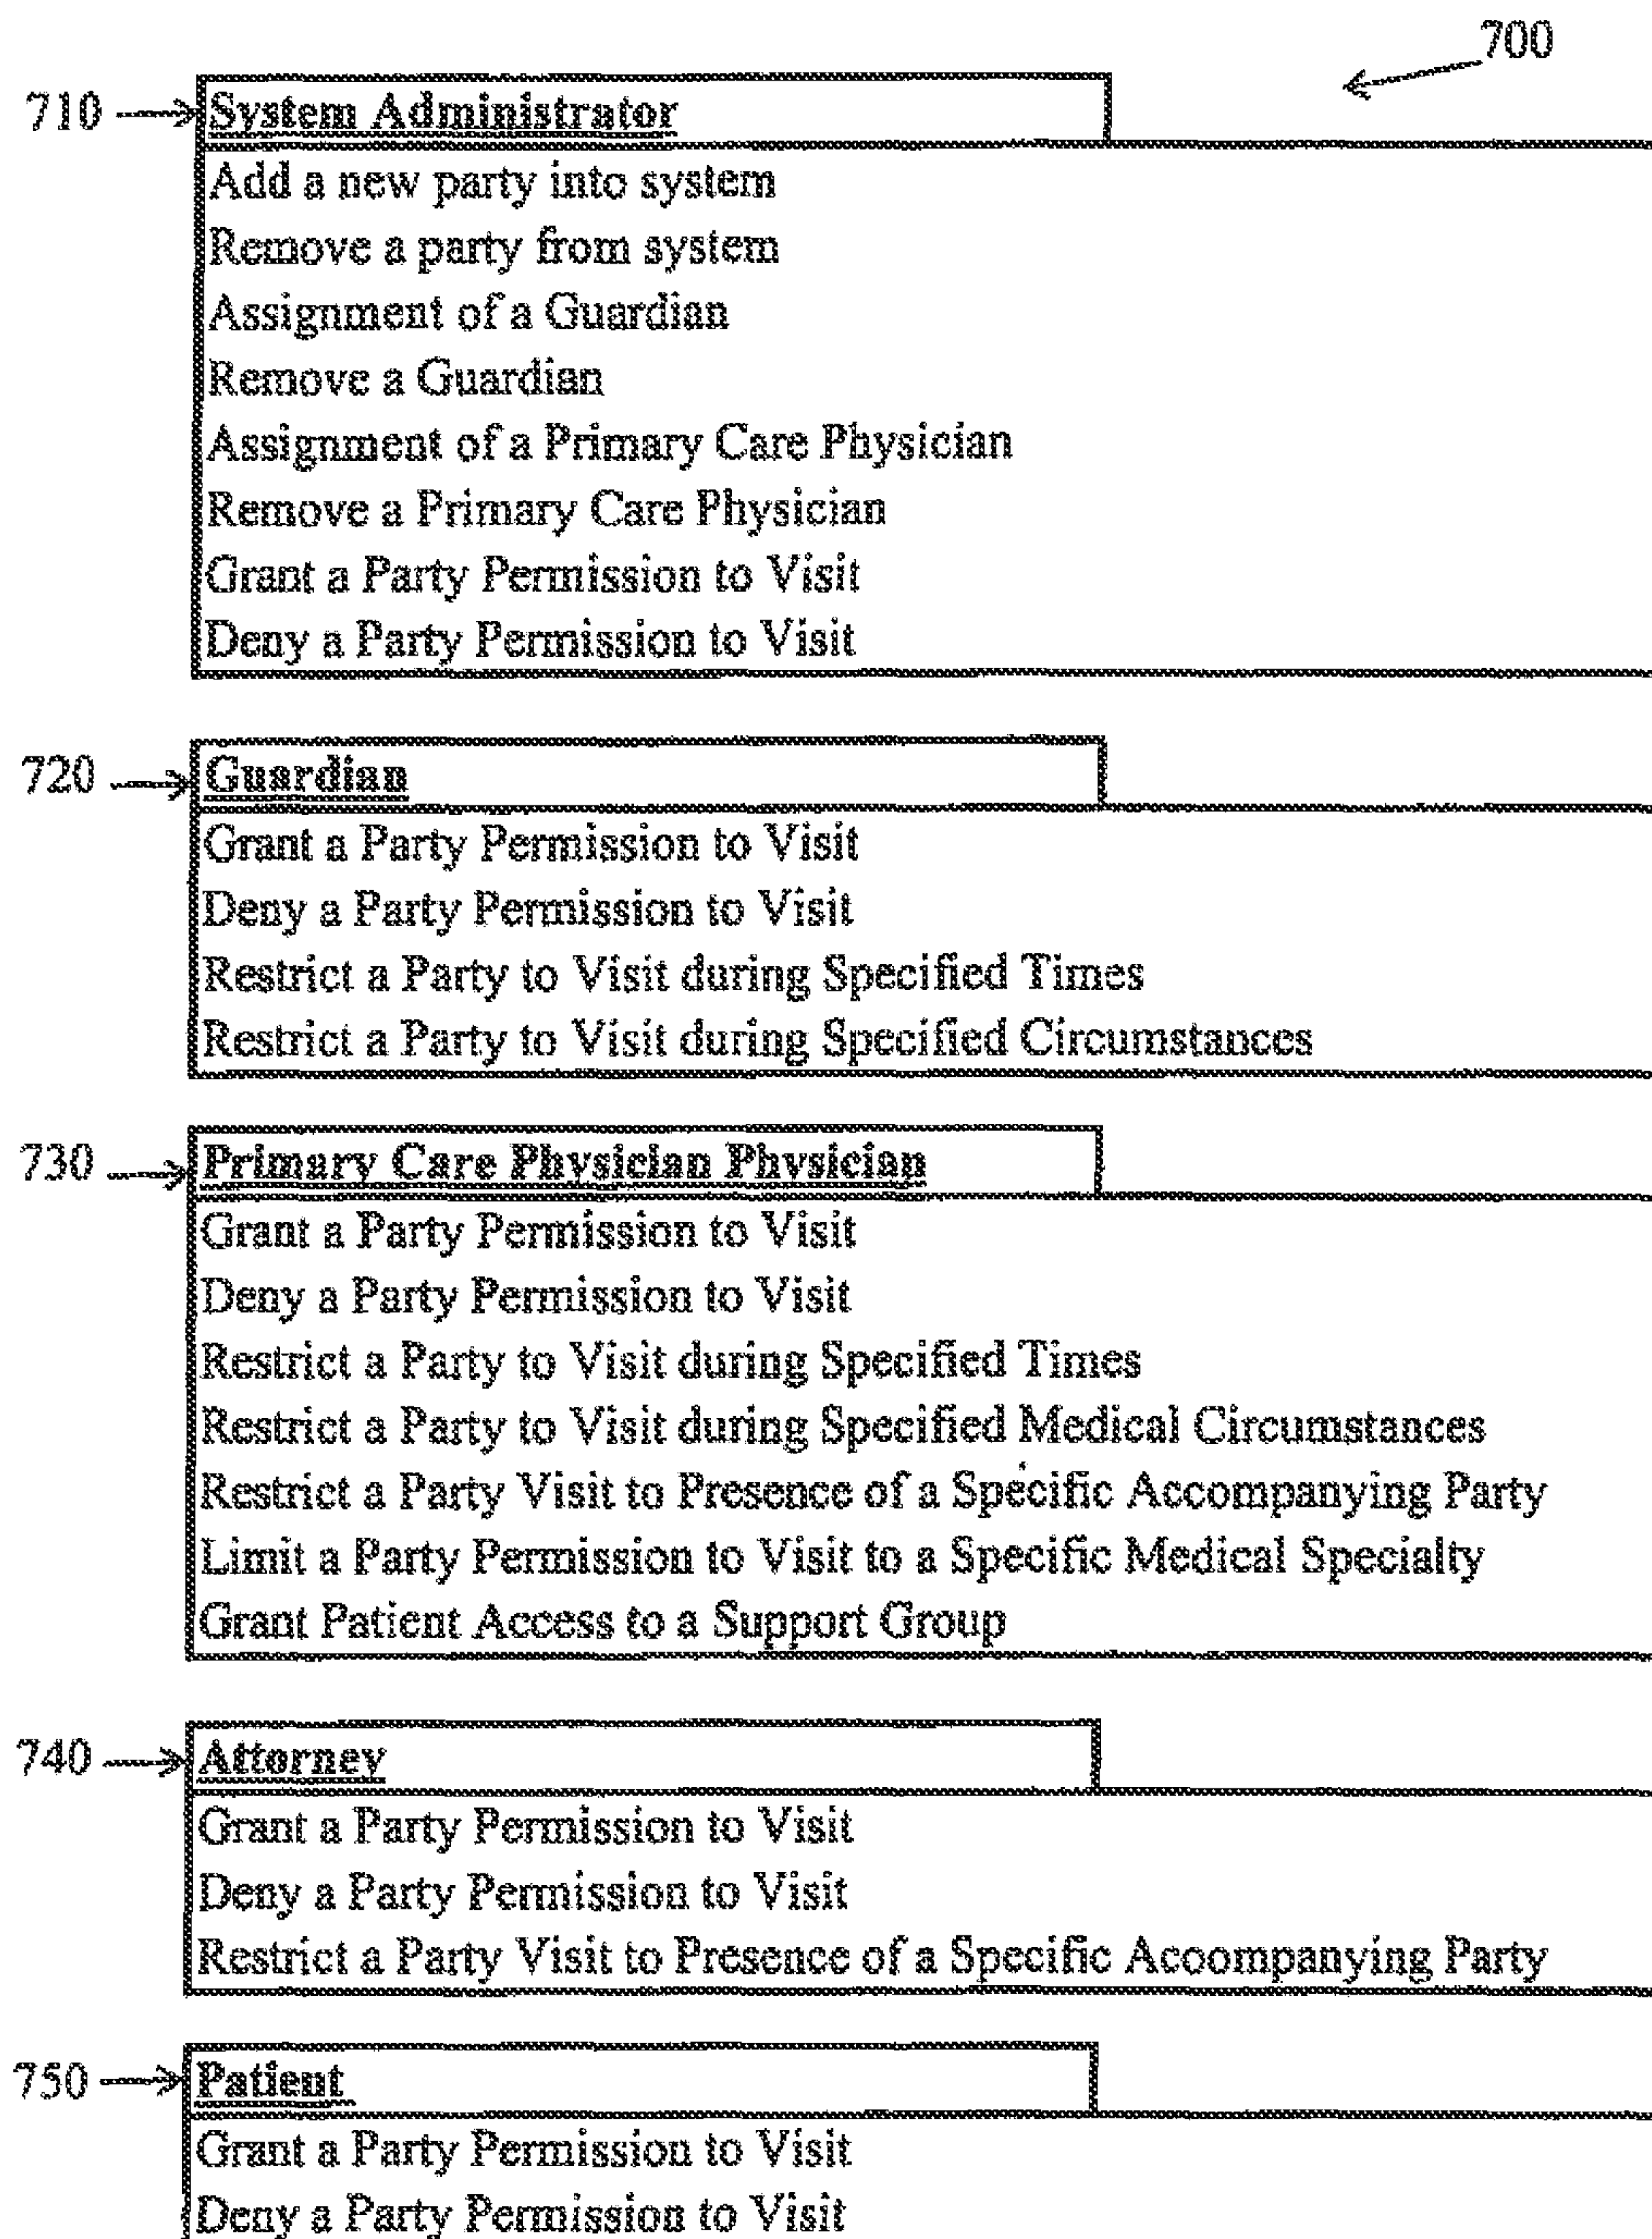 700
710 System Administrator
Add a new party into system
Remove a party from system
Assignment of a Guardian
Remove a Guardian
Assignment of a Primary Care Physician
Remove a Primary Care Physician
Grant a Party Permission to Visit
Deny a Party Permission to Visit
720 Guardian
Grant a Party Permission to Visit
Deny a Party Permission to Visit
Restrict a Party to Visit during Specified Times
Restrict a Party to Visit during Specified Circumstances
730 Primary Care Physician Physician
Grant a Party Permission to Visit
Deny a Party Permission to Visit
Restrict a Party to Visit during Specified Times
Restrict a Party to Visit during Specified Medical Circumstances
Restrict a Party Visit to Presence of a Specific Accompanying Party
Limit a Party Permission to Visit to a Specific Medical Specialty
Grant Patient Access to a Support Group
740 Attorney
Grant a Party Permission to Visit
Deny a Party Permission to Visit
Restrict a Party Visit to Presence of a Specific Acoompanying Party
750 Patient
Grant a Party Permission to Visit
Deny a Party Permission to Visit